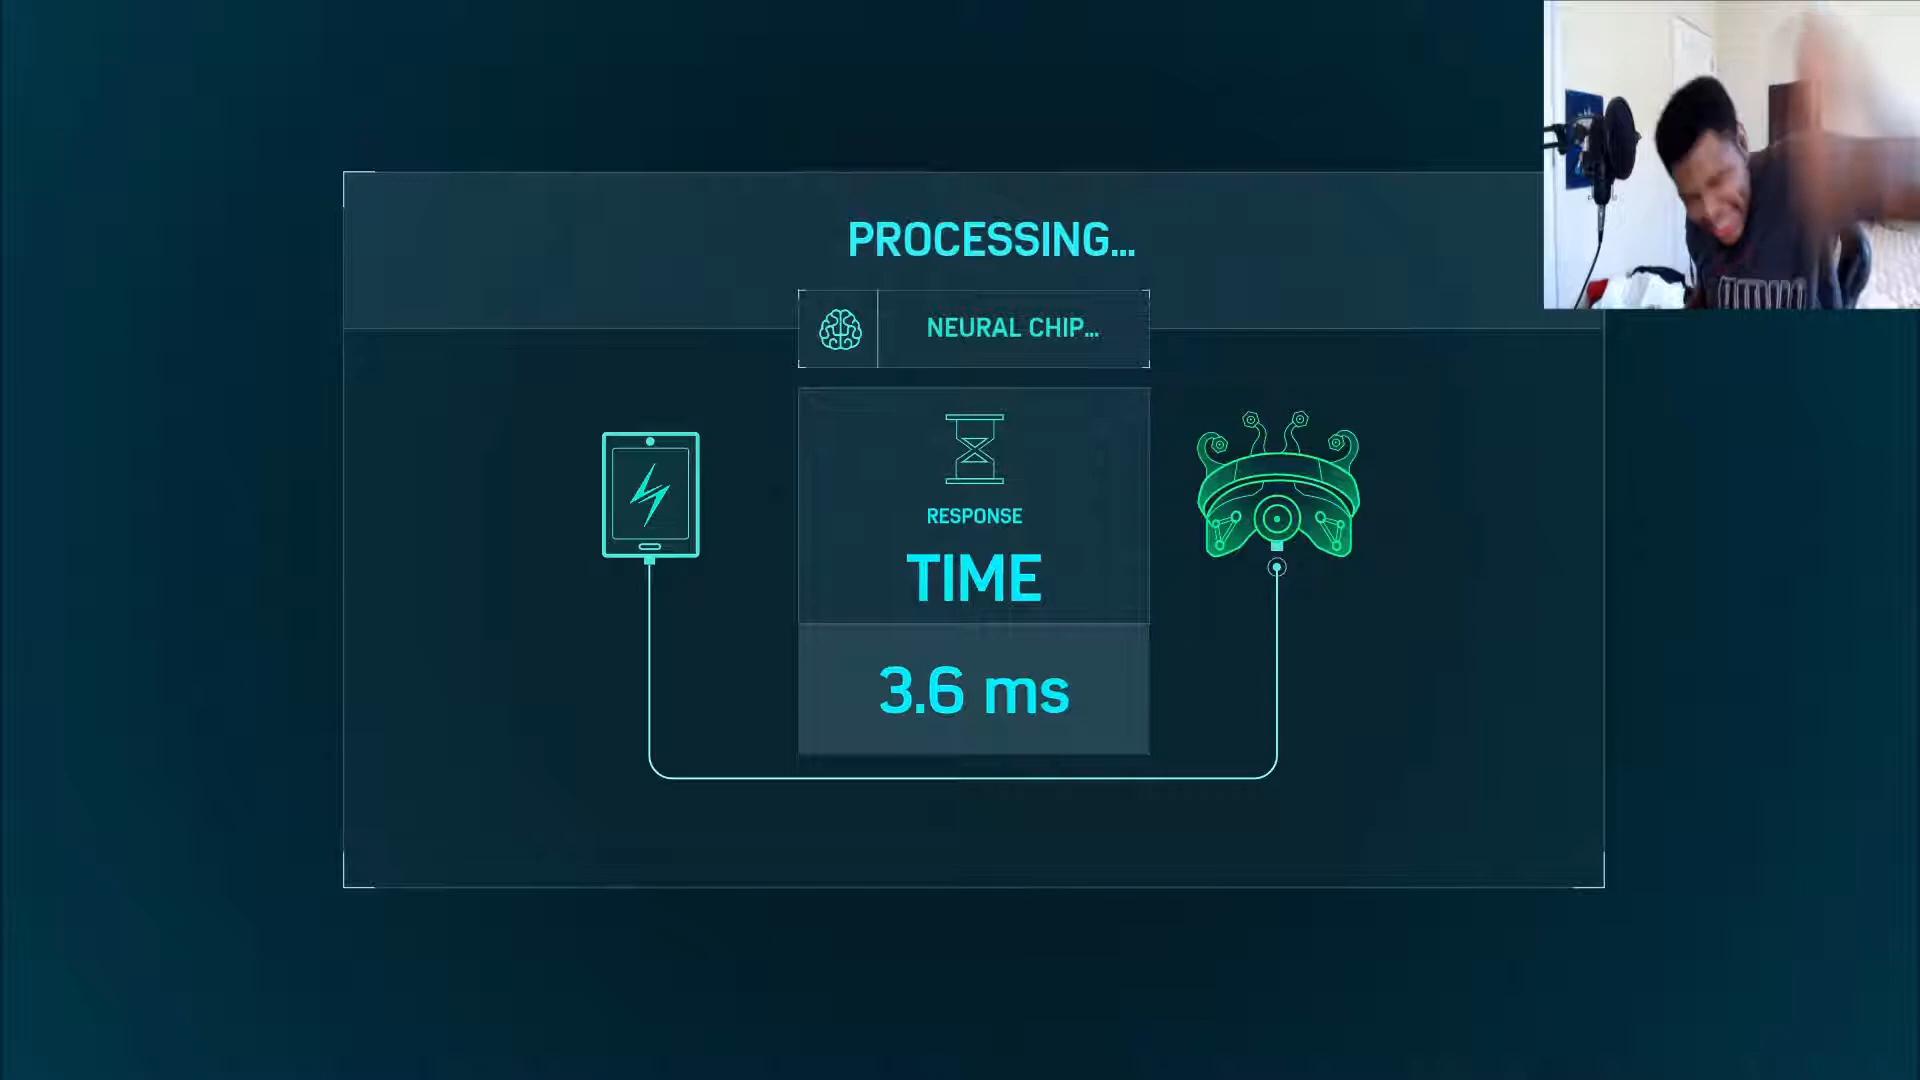 PROCESSING...
NEURAL CHIP...
RESPONSE
TIME
3.6 ms